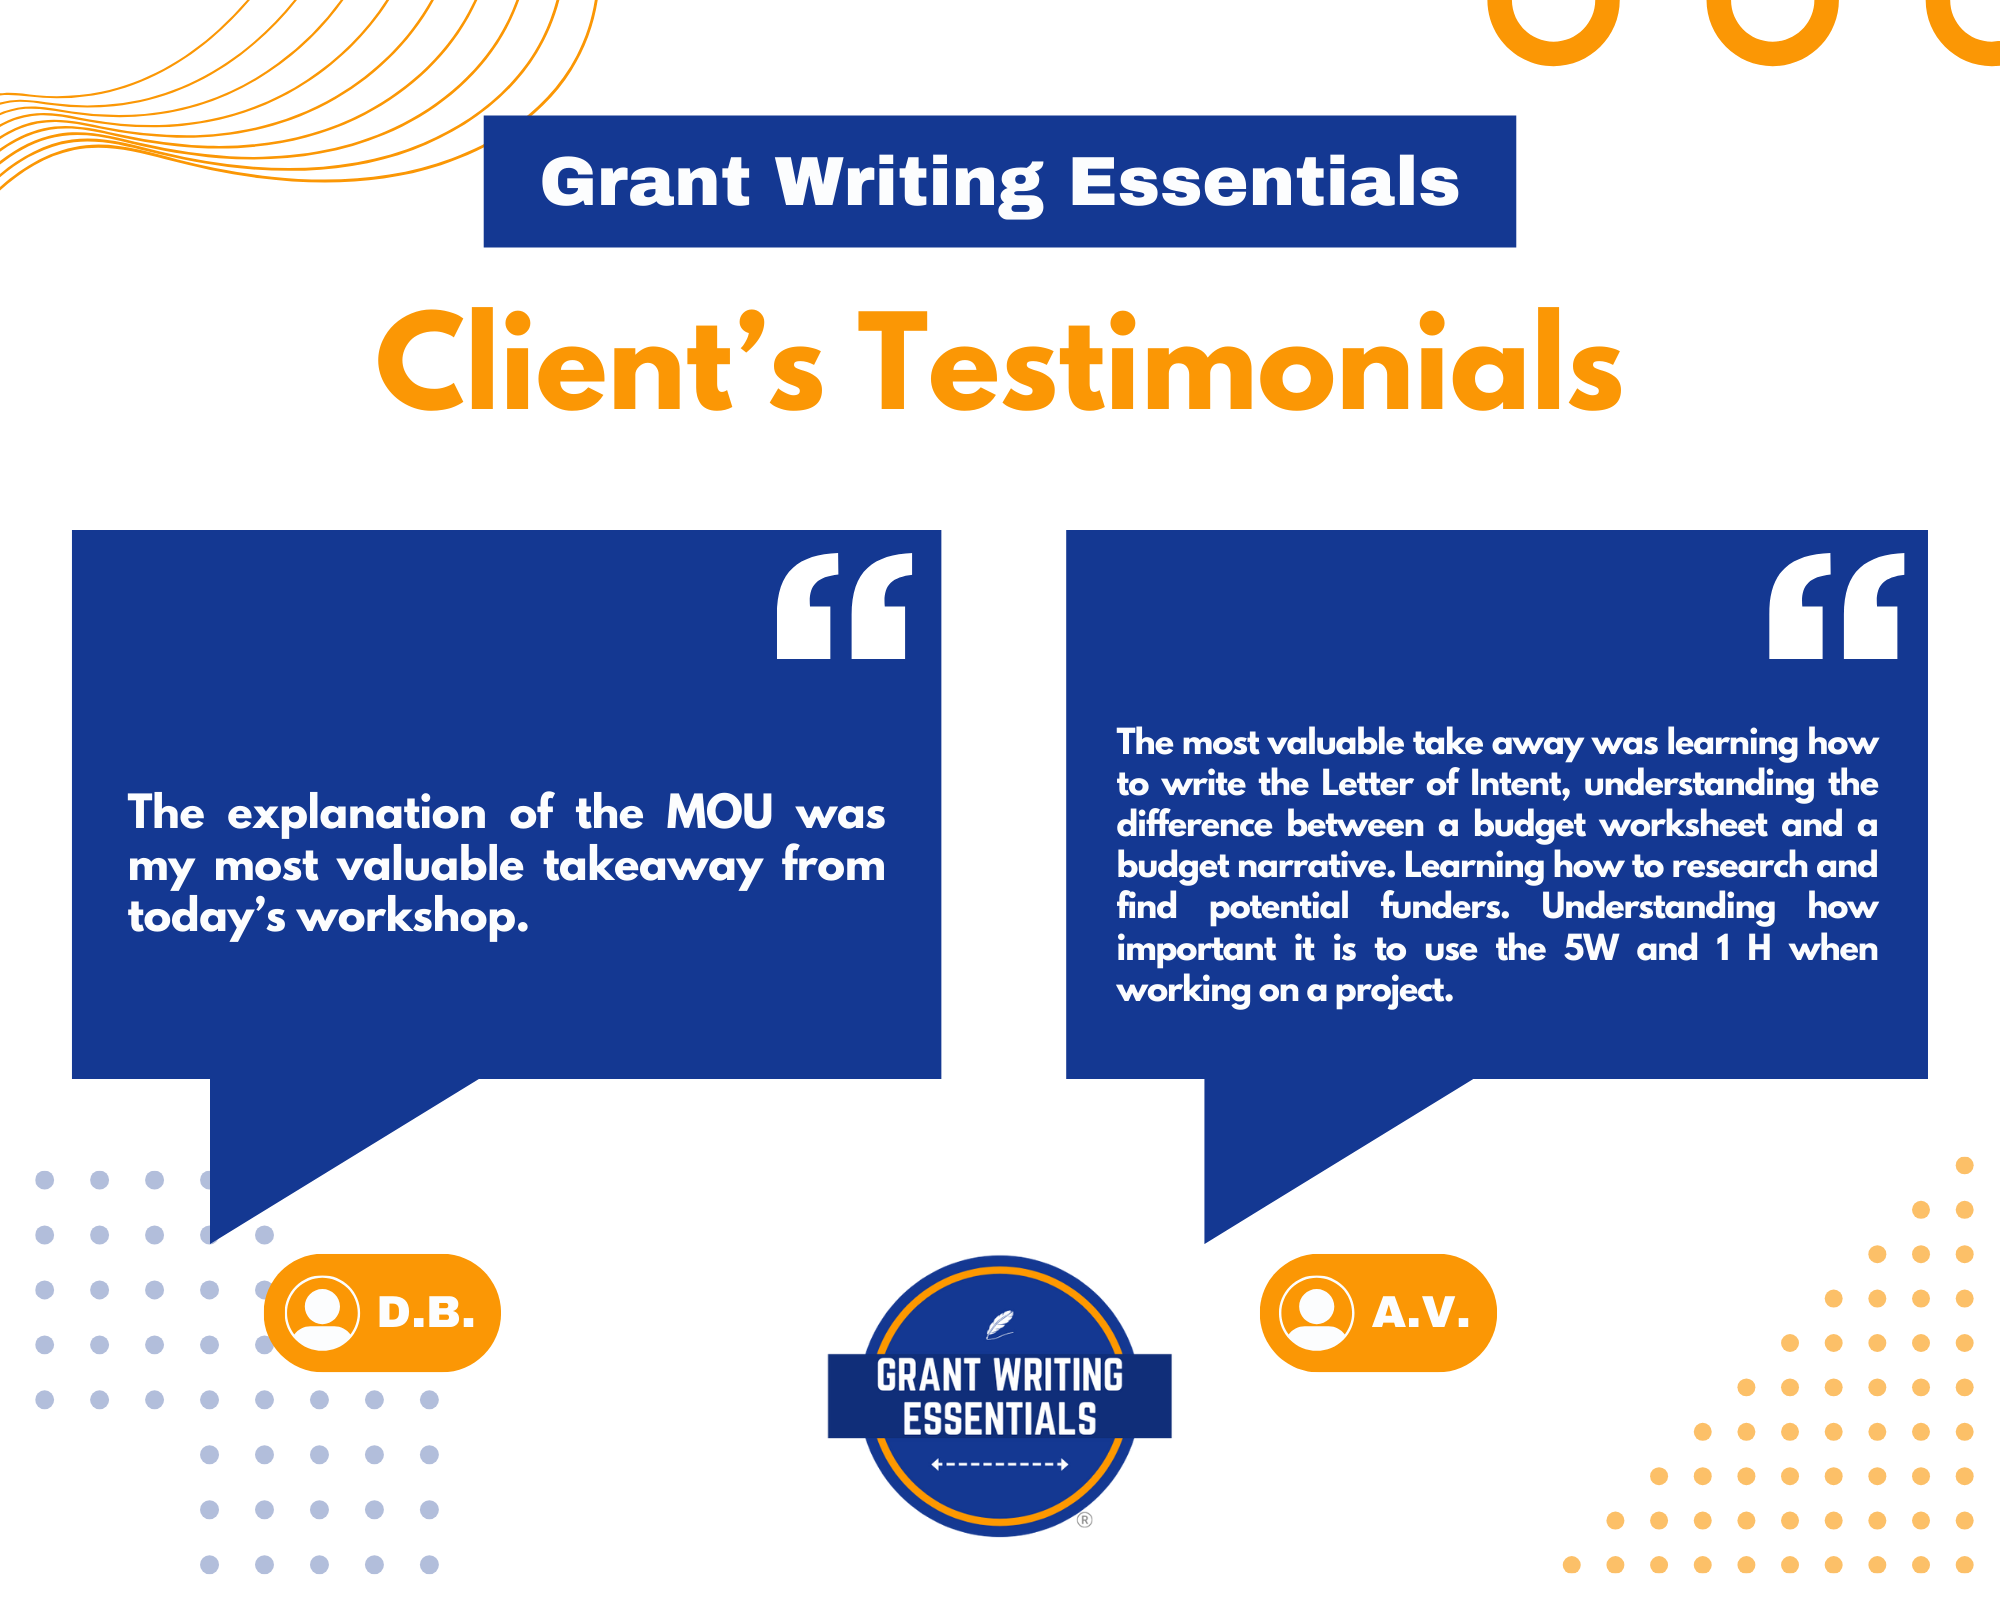 Grant Writing Essentials
Client’s Testimonials
The explanation of the MOU was
my most valuable takeaway from
today’s workshop.
D.B.
The most valuable take away was learning how
to write the Letter of Intent, understanding the
difference between a budget worksheet and a
budget narrative. Learning how to research and
find potential funders. Understanding how
important it is to use the 5W and 1 H when
working on a project.
A.V.
GRANT WRITING
ESSENTIALS
®